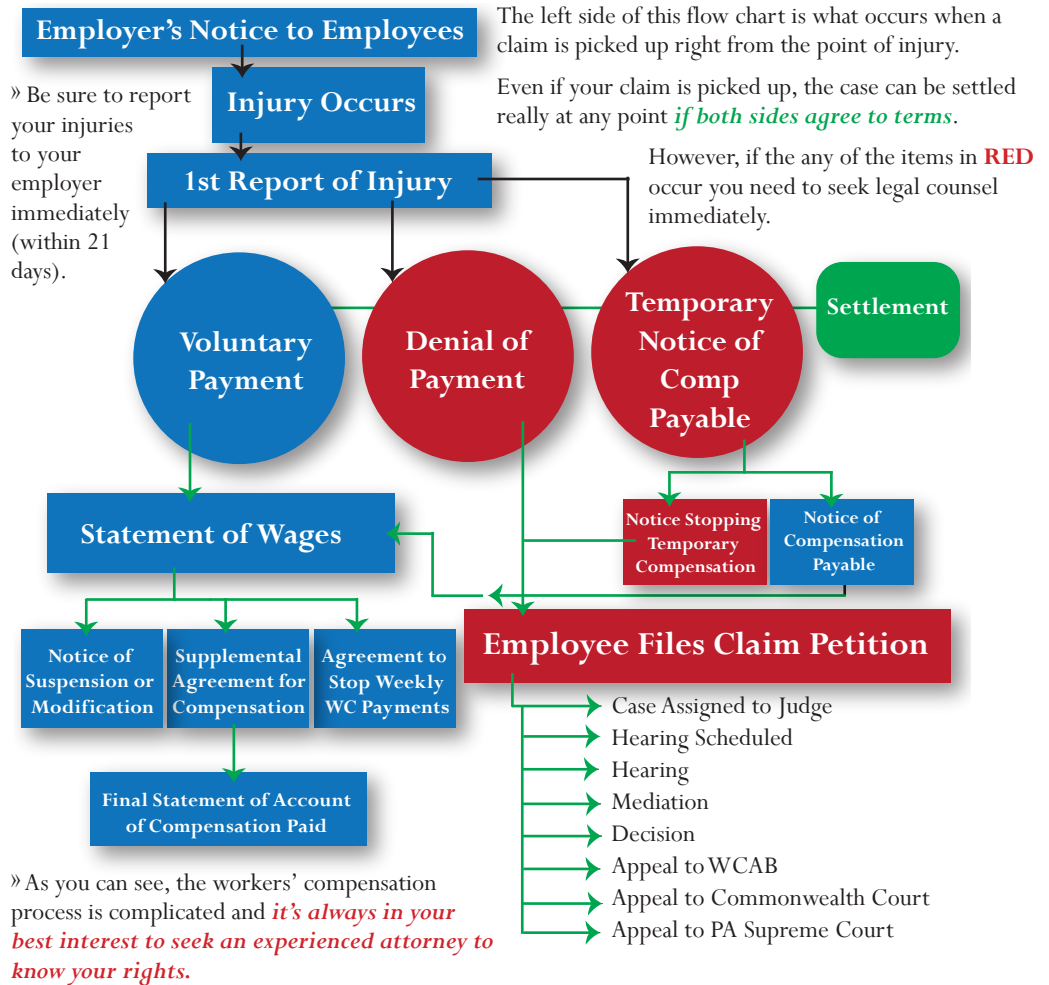 Employer's Notice to Employees
The left side of this flow chart is what occurs when a
claim is picked up right from the point of injury.
Even if your claim is picked up, the case can be settled
really at any point if both sides agree to terms.
However, if the any of the items in RED
occur you need to seek legal counsel
immediately.
» Be sure to report
your injuries
to your
employer
immediately
(within 21
days).
Injury Occurs
1st Report of Injury
Voluntary
Payment
Denial of
Payment
Temporary
Notice of
Comp
Payable
Settlement
Statement of Wages
Notice Stopping
Temporary
Compensation
Notice of
Compensation
Payable
Notice of
Suspension or
Modification
Supplemental
Agreement for
Compensation
Agreement to
Stop Weekly
WC Payments
Final Statement of Account
of Compensation Paid
Employee Files Claim Petition
Case Assigned to Judge
Hearing Scheduled
Hearing
Mediation
Decision
Appeal to WCAB
Appeal to Commonwealth Court
Appeal to PA Supreme Court
» As you can see, the workers' compensation
process is complicated and it's always in your
best interest to seek an experienced attorney to
know your rights.